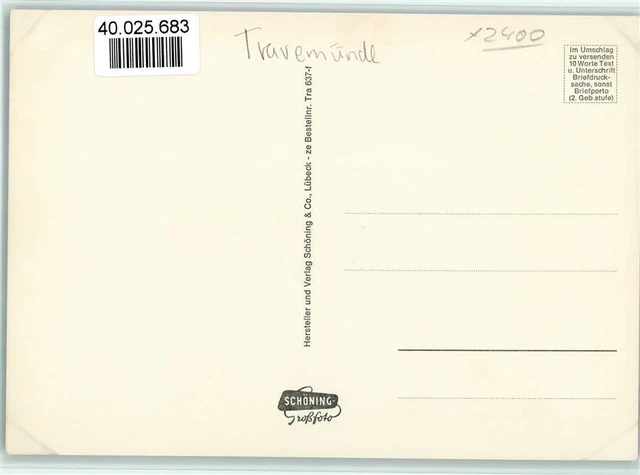 40.025.683
Travemünde
x2400
Im Umschlag
zu versenden
10 Worte Text
u. Unterschrift
Briefdruck-
sache, sonst
Briefporto
(2. Geb.stufe)
Hersteller und Verlag Schöning & Co., Lübeck - ze Bestellnr. Tra 637-f
SCHÖNING-
Großfoto